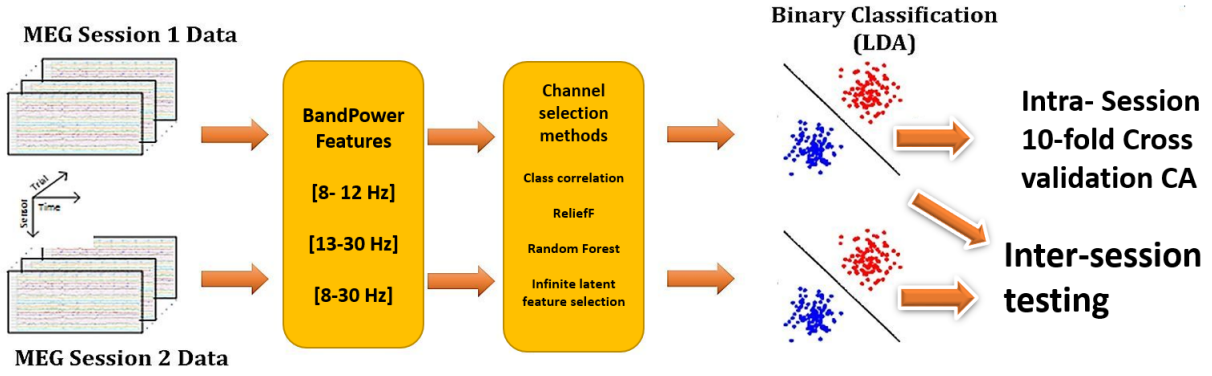 MEG Session 1 Data
Trial
Time
Sensor
MEG Session 2 Data
BandPower
Features
[8- 12 Hz]
[13-30 Hz]
[8-30 Hz]
Channel
selection
methods
Class correlation
ReliefF
Random Forest
Infinite latent
feature selection
Binary Classification
(LDA)
Intra- Session
10-fold Cross
validation CA
Inter-session
testing